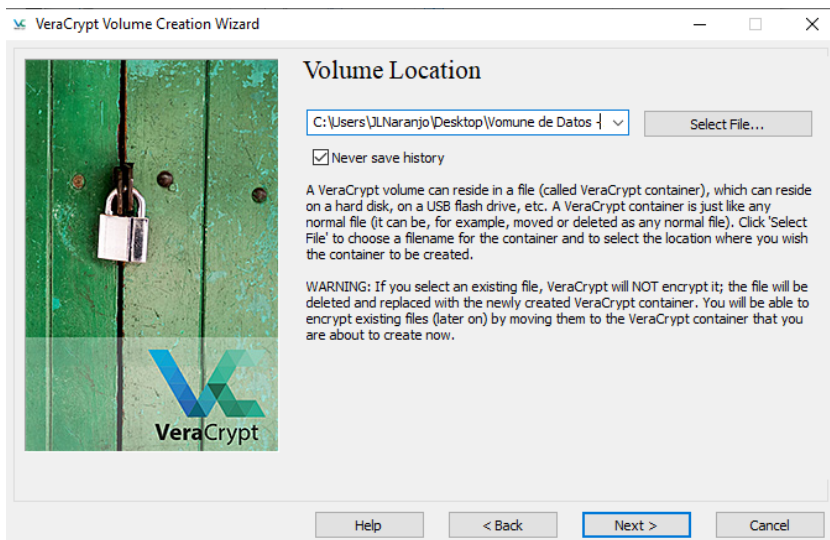 VeraCrypt Volume Creation Wizard
Volume Location
C:\Users\JLNaranjo\Desktop\Vomune de Datos -
Select File...
Never save history
A VeraCrypt volume can reside in a file (called VeraCrypt container), which can reside
on a hard disk, on a USB flash drive, etc. A VeraCrypt container is just like any
normal file (it can be, for example, moved or deleted as any normal file). Click 'Select
File' to choose a filename for the container and to select the location where you wish
the container to be created.
WARNING: If you select an existing file, VeraCrypt will NOT encrypt it; the file will be
deleted and replaced with the newly created VeraCrypt container. You will be able to
encrypt existing files (later on) by moving them to the VeraCrypt container that you
are about to create now.
VeraCrypt
Help
< Back
Next >
Cancel